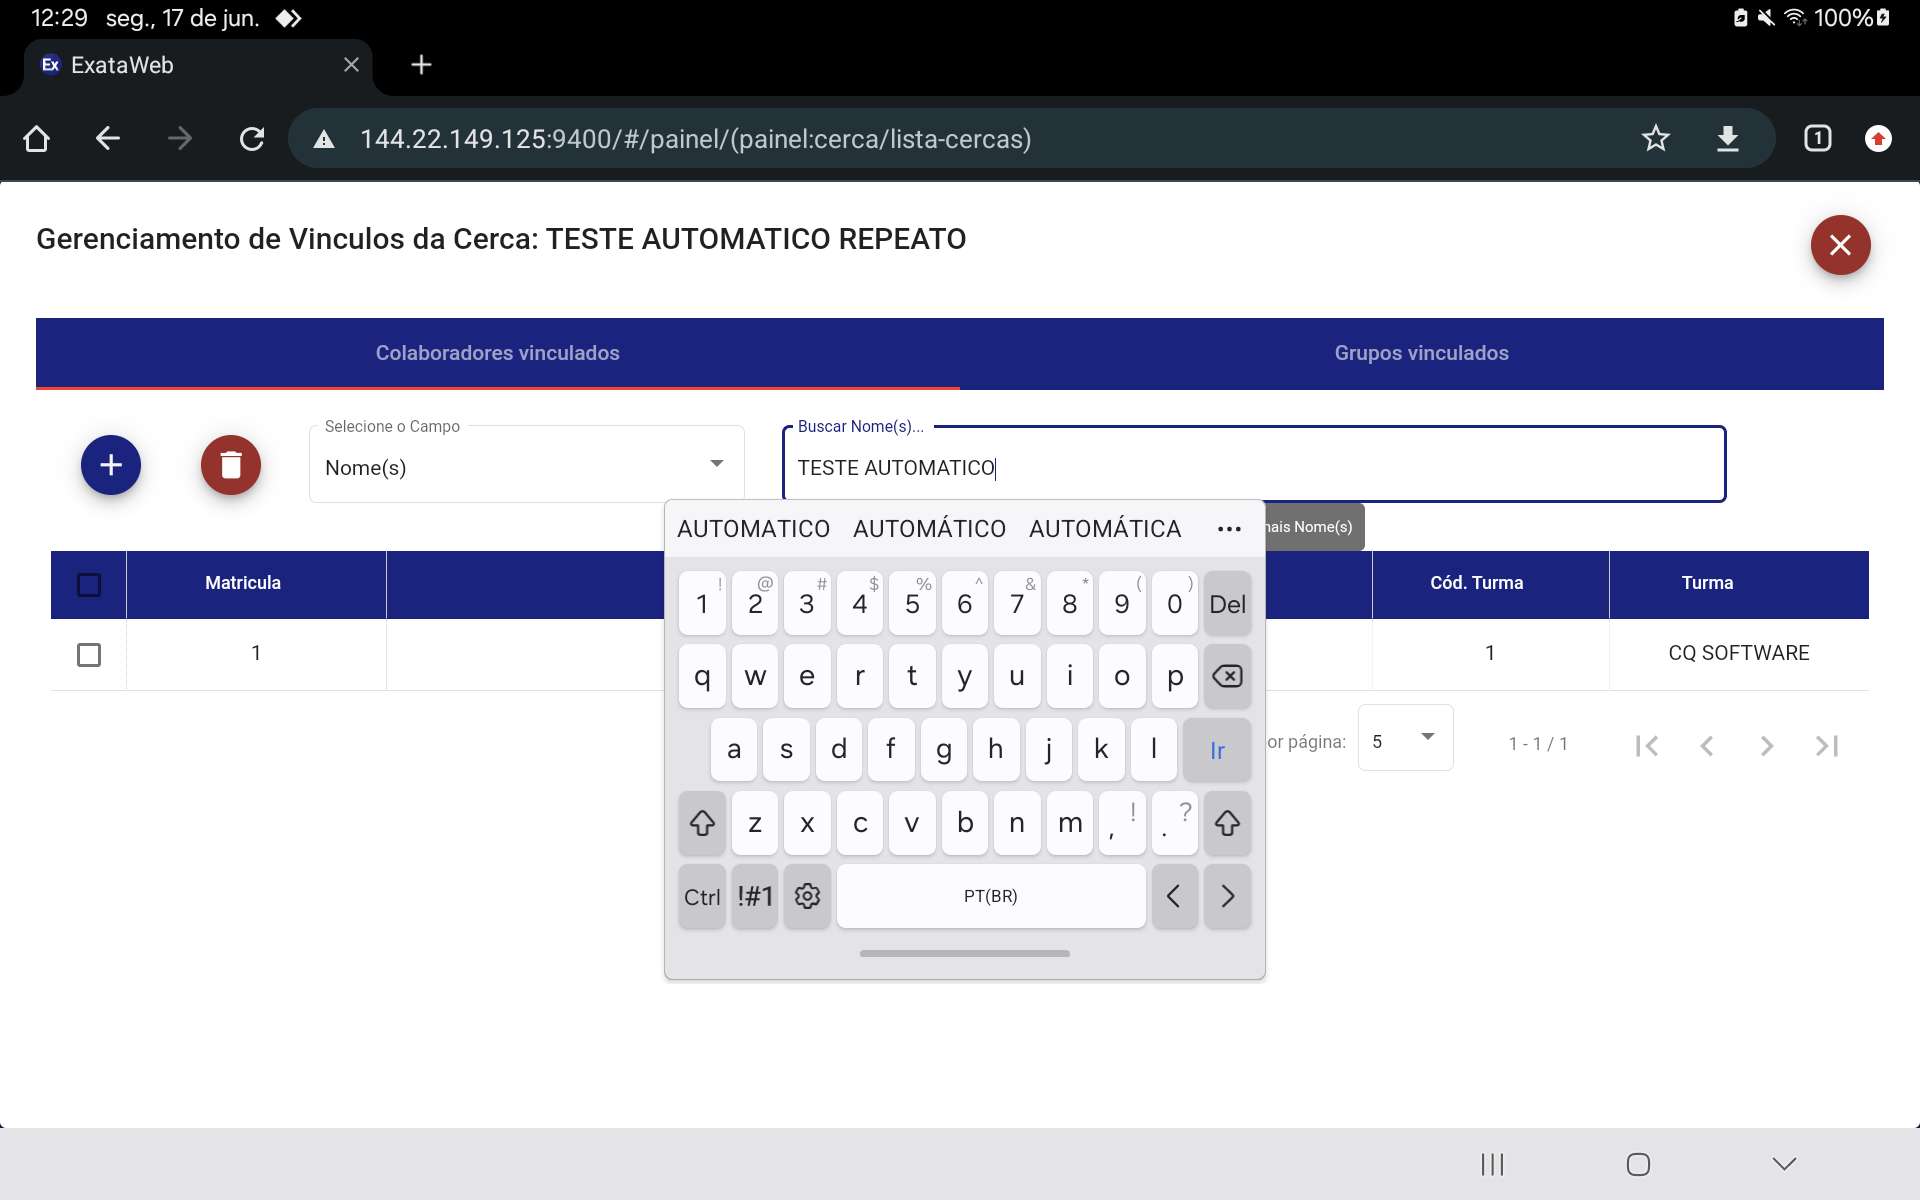 12:29 seg., 17 de jun. 100%
Ex ExataWeb
144.22.149.125:9400/#/painel/(painel:cerca/lista-cercas) 1
Gerenciamento de Vinculos da Cerca: TESTE AUTOMATICO REPEATO
Colaboradores vinculados Grupos vinculados
Selecione o Campo Buscar Nome(s)...
Nome(s) TESTE AUTOMATICO
AUTOMATICO AUTOMÁTICO AUTOMÁTICA ... Nome(s)
Matricula Cód. Turma Turma
1 1 CQ SOFTWARE
or página: 5 1 - 1 / 1
! @ # $ % ^ & * ( )
1 2 3 4 5 6 7 8 9 0 Del
q w e r t y u i o p
a s d f g h j k l Ir
z x c v b n m , ! . ?
Ctrl !#1 PT(BR) < >